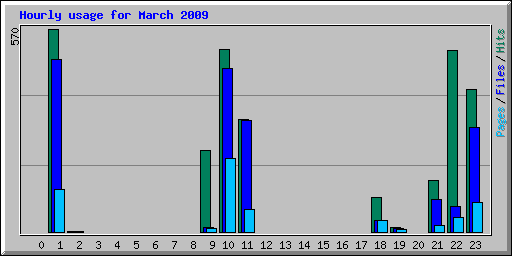 Hourly usage for March 2009
570
Pages/Files/Hits
0 1 2 3 4 5 6 7 8 9 10 11 12 13 14 15 16 17 18 19 20 21 22 23